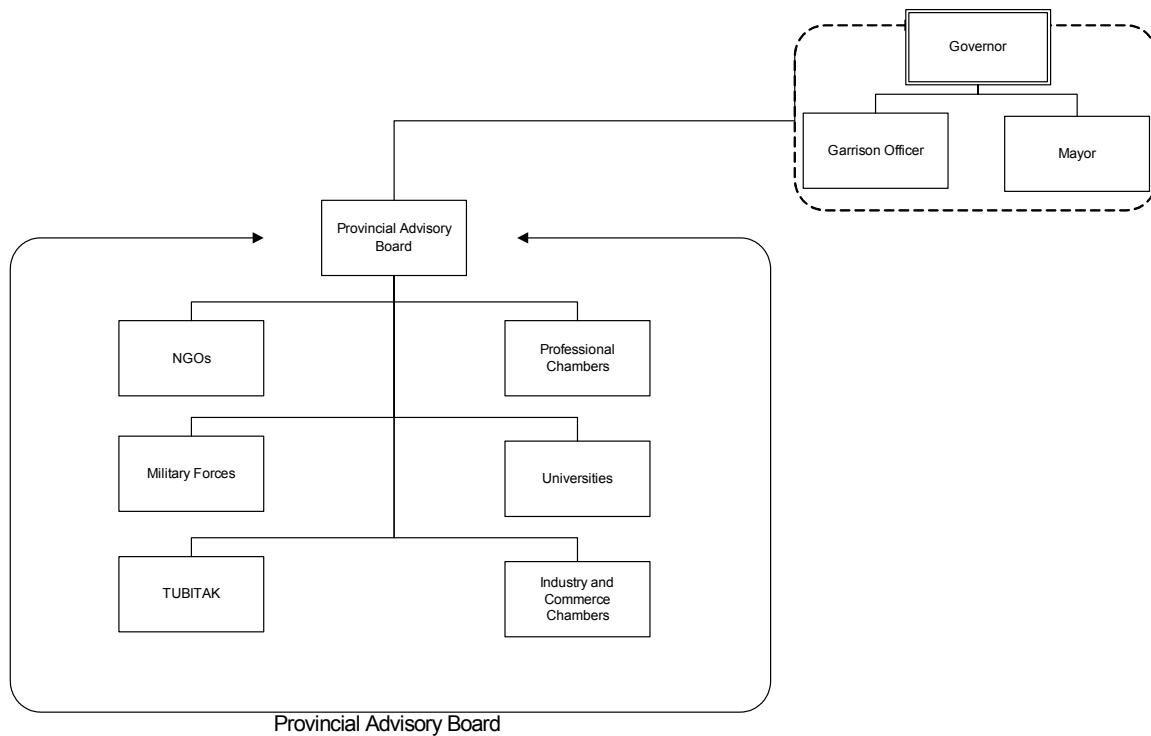 Governor
Garrison Officer
Mayor
Provincial Advisory
Board
NGOs
Professional
Chambers
Military Forces
Universities
TUBITAK
Industry and
Commerce
Chambers
Provincial Advisory Board